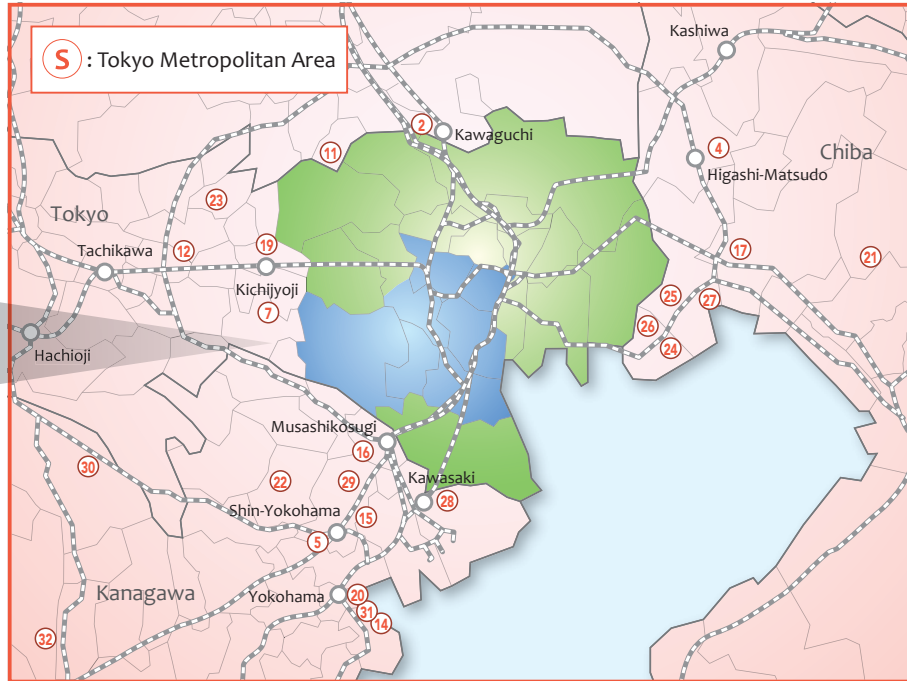 S : Tokyo Metropolitan Area
Kashiwa
2
Kawaguchi
11
4
Chiba
Higashi-Matsudo
23
Tokyo
12
19
17
21
Tachikawa
Kichijyoji
7
25
27
26
24
Hachioji
Musashikosugi
16
30
22
29
Kawasaki
28
Shin-Yokohama
15
5
Kanagawa
Yokohama
20
31
14
32